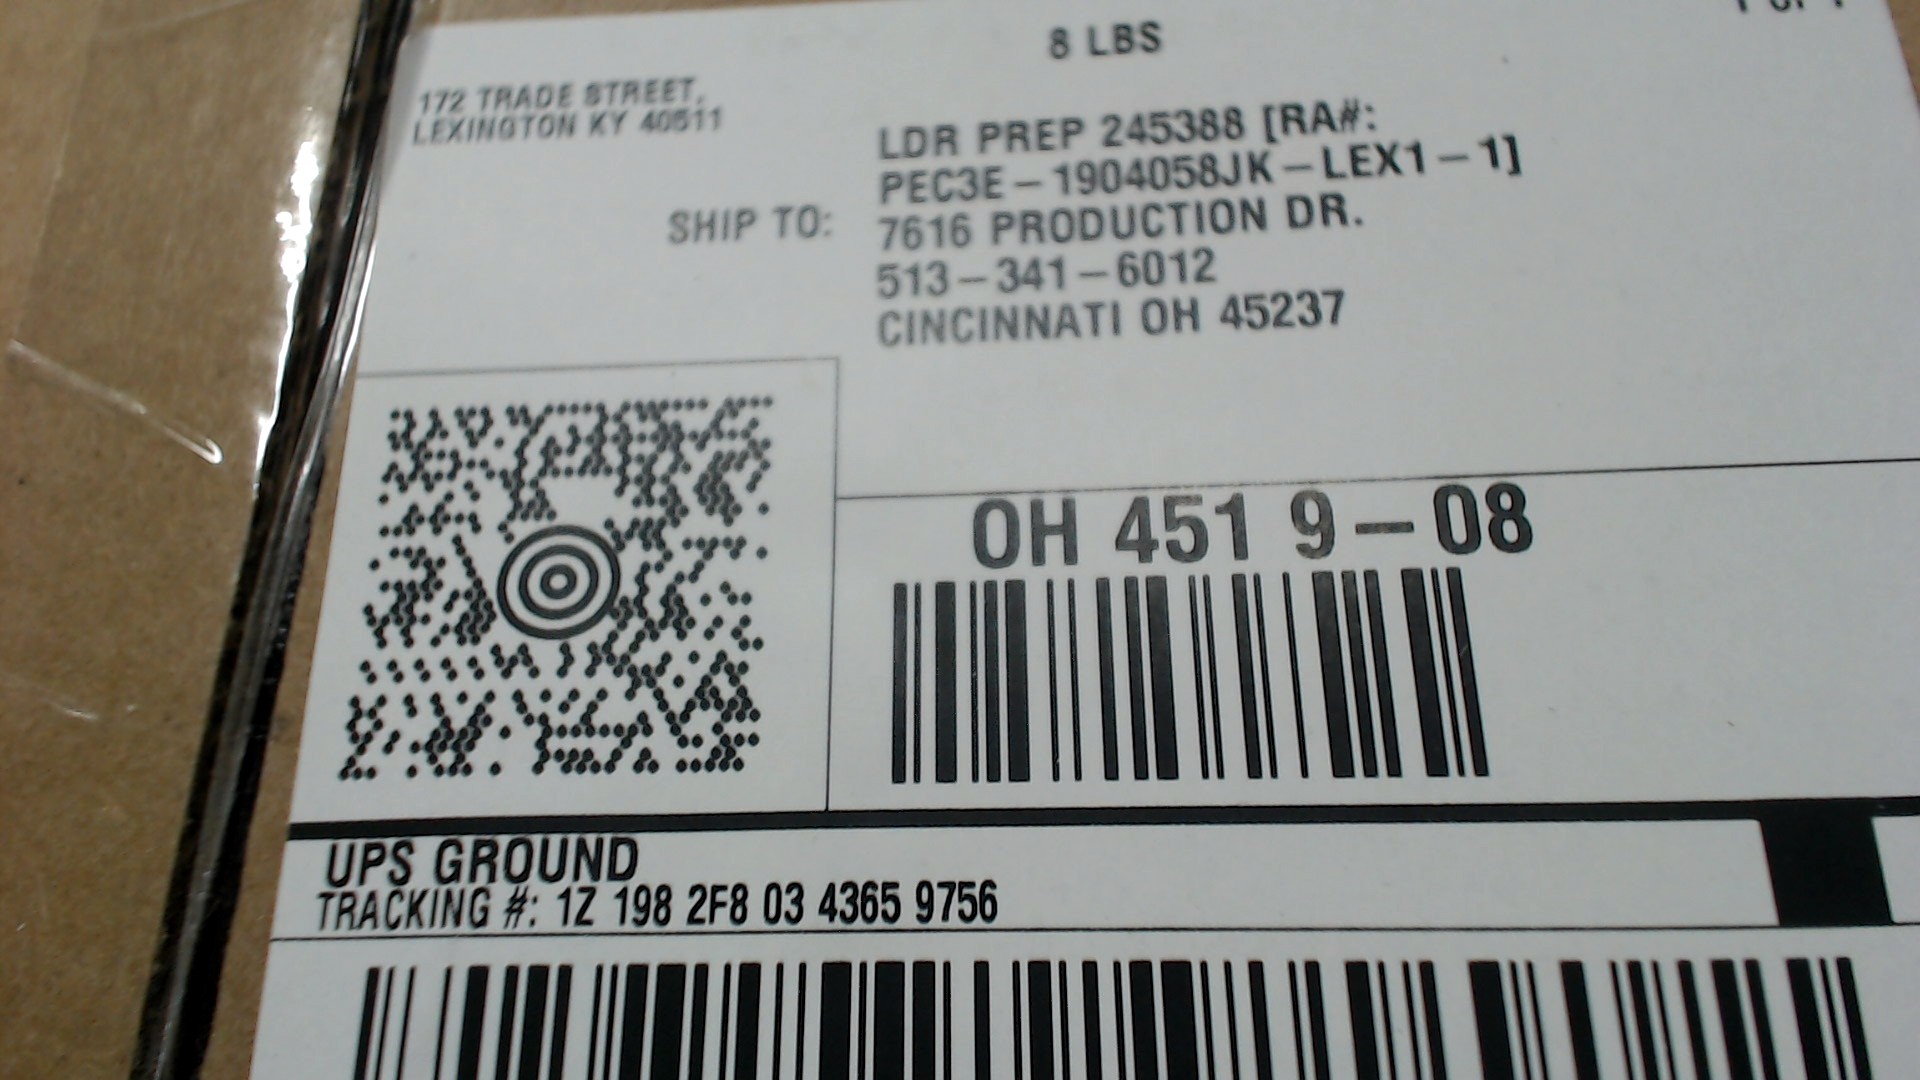 8 LBS
172 TRADE STREET,
LEXINGTON KY 40511
LDR PREP 245388 [RA#:
PEC3E-1904058JK-LEX1-1]
SHIP TO: 7616 PRODUCTION DR.
513-341-6012
CINCINNATI OH 45237
OH 451 9-08
UPS GROUND
TRACKING #: 1Z 198 2F8 03 4365 9756